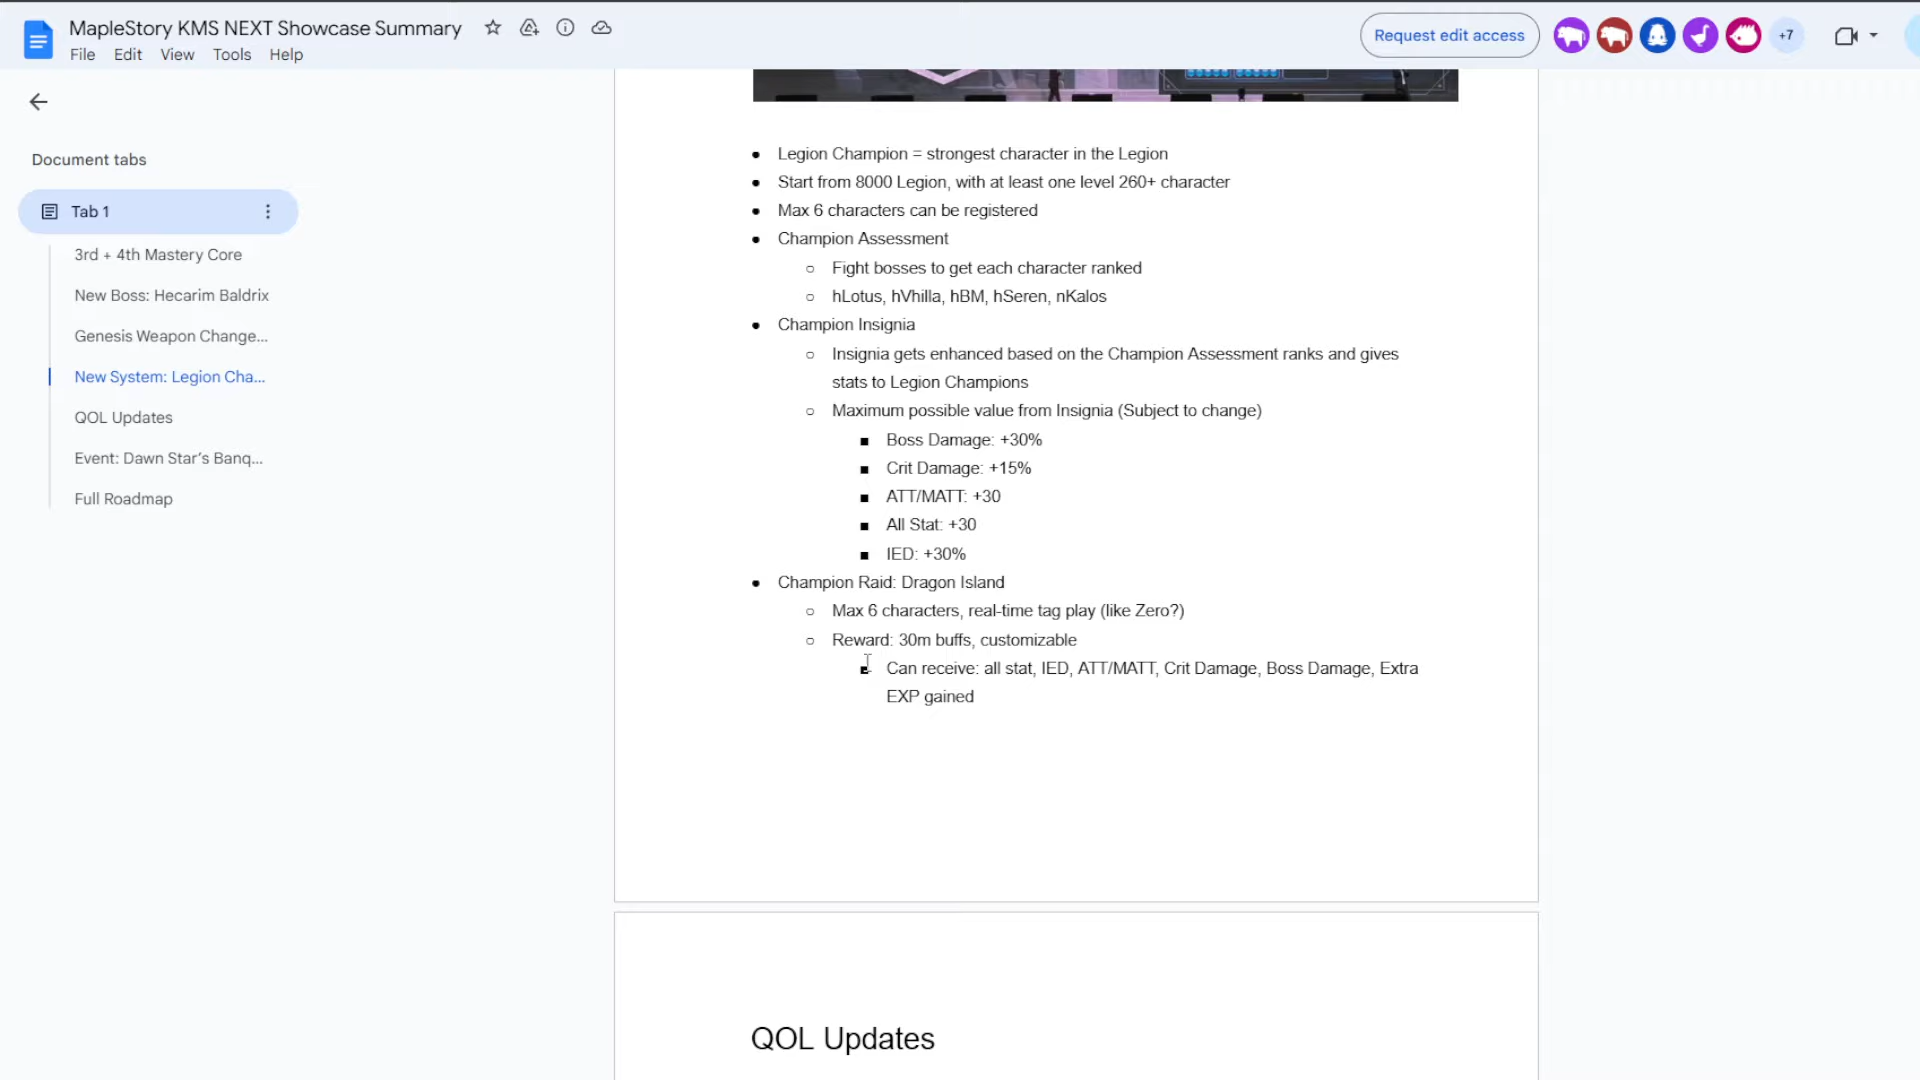 MapleStory KMS NEXT Showcase Summary
File Edit View Tools Help
Request edit access
+7
Document tabs
Tab 1
3rd + 4th Mastery Core
New Boss: Hecarim Baldrix
Genesis Weapon Change...
New System: Legion Cha...
QOL Updates
Event: Dawn Star's Banq...
Full Roadmap
Legion Champion = strongest character in the Legion
Start from 8000 Legion, with at least one level 260+ character
Max 6 characters can be registered
Champion Assessment
Fight bosses to get each character ranked
hLotus, hVhilla, hBM, hSeren, nKalos
Champion Insignia
Insignia gets enhanced based on the Champion Assessment ranks and gives
stats to Legion Champions
Maximum possible value from Insignia (Subject to change)
Boss Damage: +30%
Crit Damage: +15%
ATT/MATT: +30
All Stat: +30
IED: +30%
Champion Raid: Dragon Island
Max 6 characters, real-time tag play (like Zero?)
Reward: 30m buffs, customizable
Can receive: all stat, IED, ATT/MATT, Crit Damage, Boss Damage, Extra
EXP gained
QOL Updates